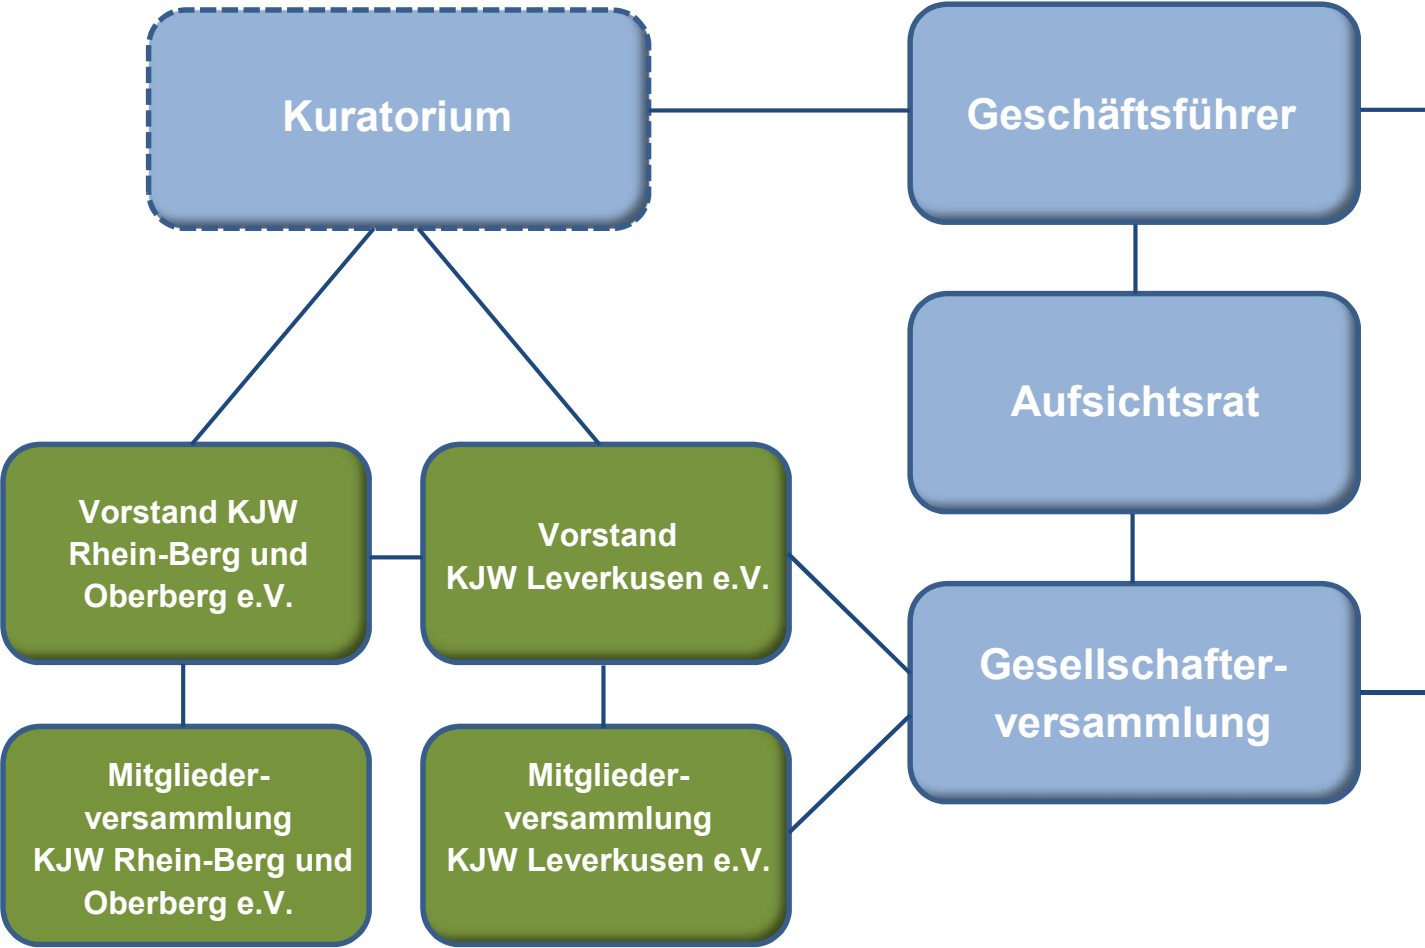 Kuratorium
Geschäftsführer
Aufsichtsrat
Vorstand KJW
Rhein-Berg und
Oberberg e.V.
Vorstand
KJW Leverkusen e.V.
Gesellschafter-
versammlung
Mitglieder-
versammlung
KJW Rhein-Berg und
Oberberg e.V.
Mitglieder-
versammlung
KJW Leverkusen e.V.